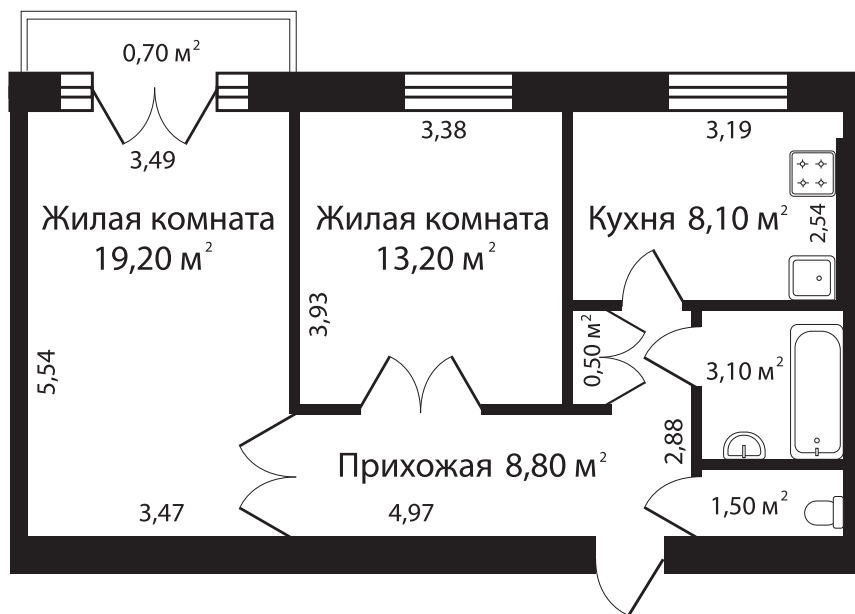 0,70 м²
3,49
Жилая комната
19,20 м²
5,54
3,47
3,38
Жилая комната
13,20 м²
3,93
3,19
Кухня 8,10 м²
2,54
0,50 м²
3,10 м²
2,88
Прихожая 8,80 м²
4,97
1,50 м²